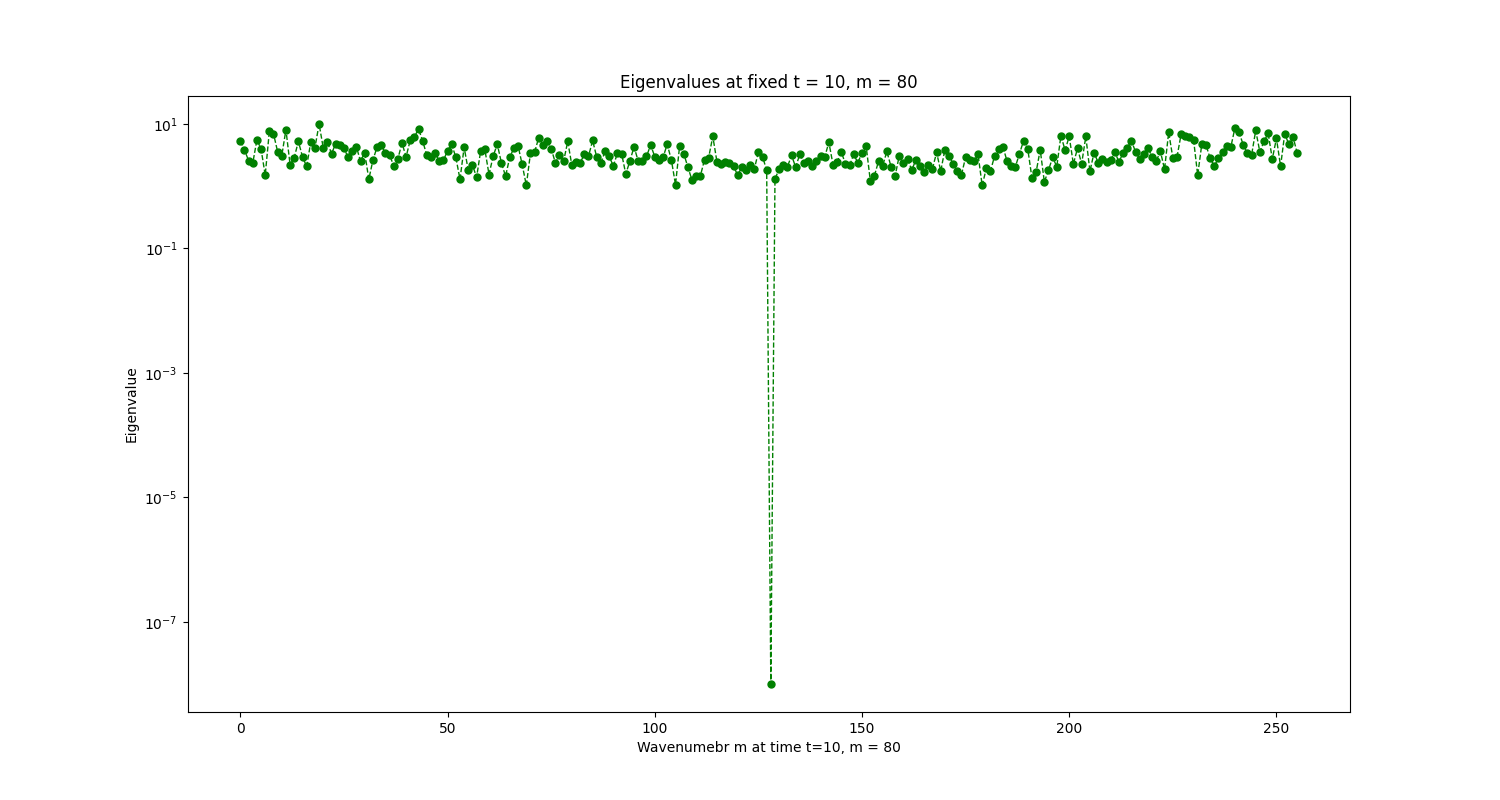 Eigenvalues at fixed t = 10, m = 80
10¹
10⁻¹
10⁻³
10⁻⁵
10⁻⁷
Eigenvalue
0 50 100 150 200 250
Wavenumebr m at time t=10, m = 80